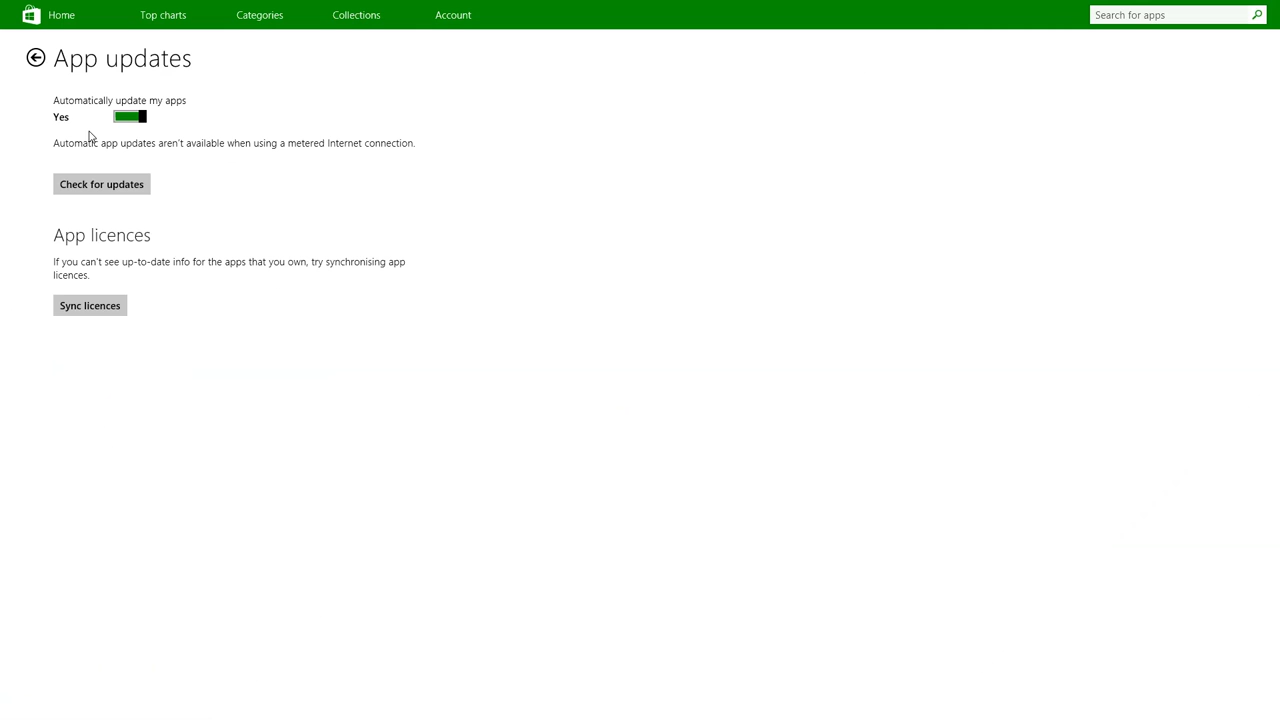 Home
Top charts
Categories
Collections
Account
Search for apps
App updates
Automatically update my apps
Yes
Automatic app updates aren't available when using a metered Internet connection.
Check for updates
App licences
If you can't see up-to-date info for the apps that you own, try synchronising app
licences.
Sync licences